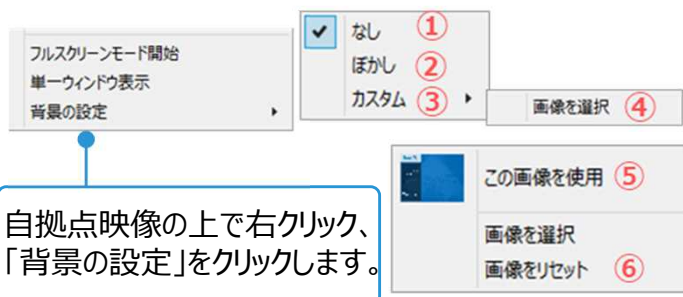 フルスクリーンモード開始
単一ウィンドウ表示
背景の設定
なし ①
ぼかし ②
カスタム ③
画像を選択 ④
この画像を使用 ⑤
画像を選択
画像をリセット ⑥
自拠点映像の上で右クリック、
「背景の設定」をクリックします。